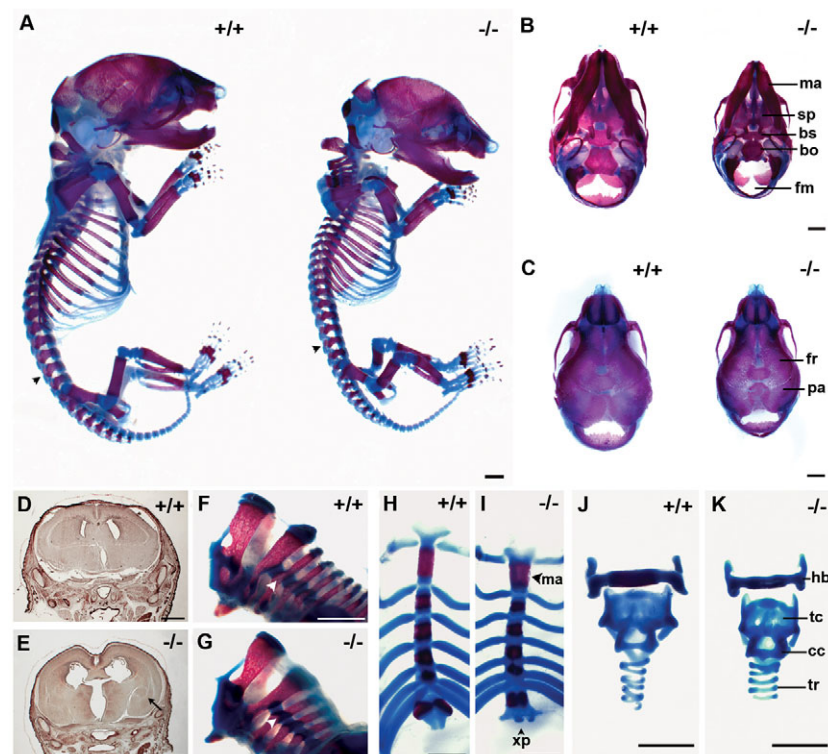 A +/+ -/-
B +/+ -/-
ma
sp
bs
bo
fm
C +/+ -/-
fr
pa
D +/+
E -/-
F +/+
G -/-
H +/+
I -/-
ma
xp
J +/+
K -/-
hb
tc
cc
tr